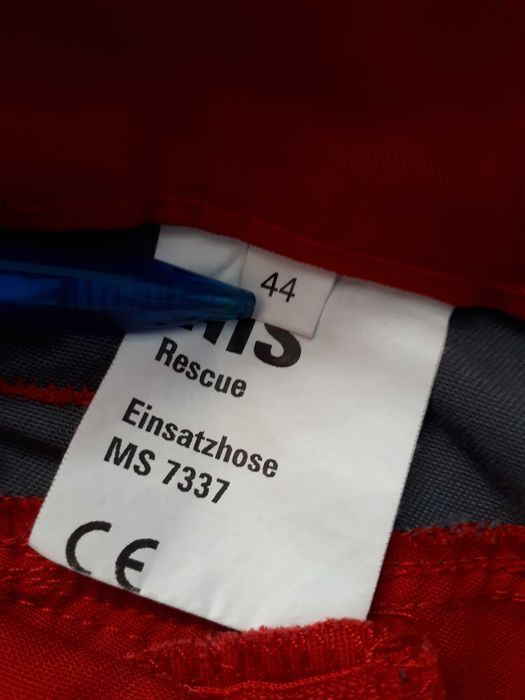 44
Rescue
Einsatzhose
MS 7337
CE